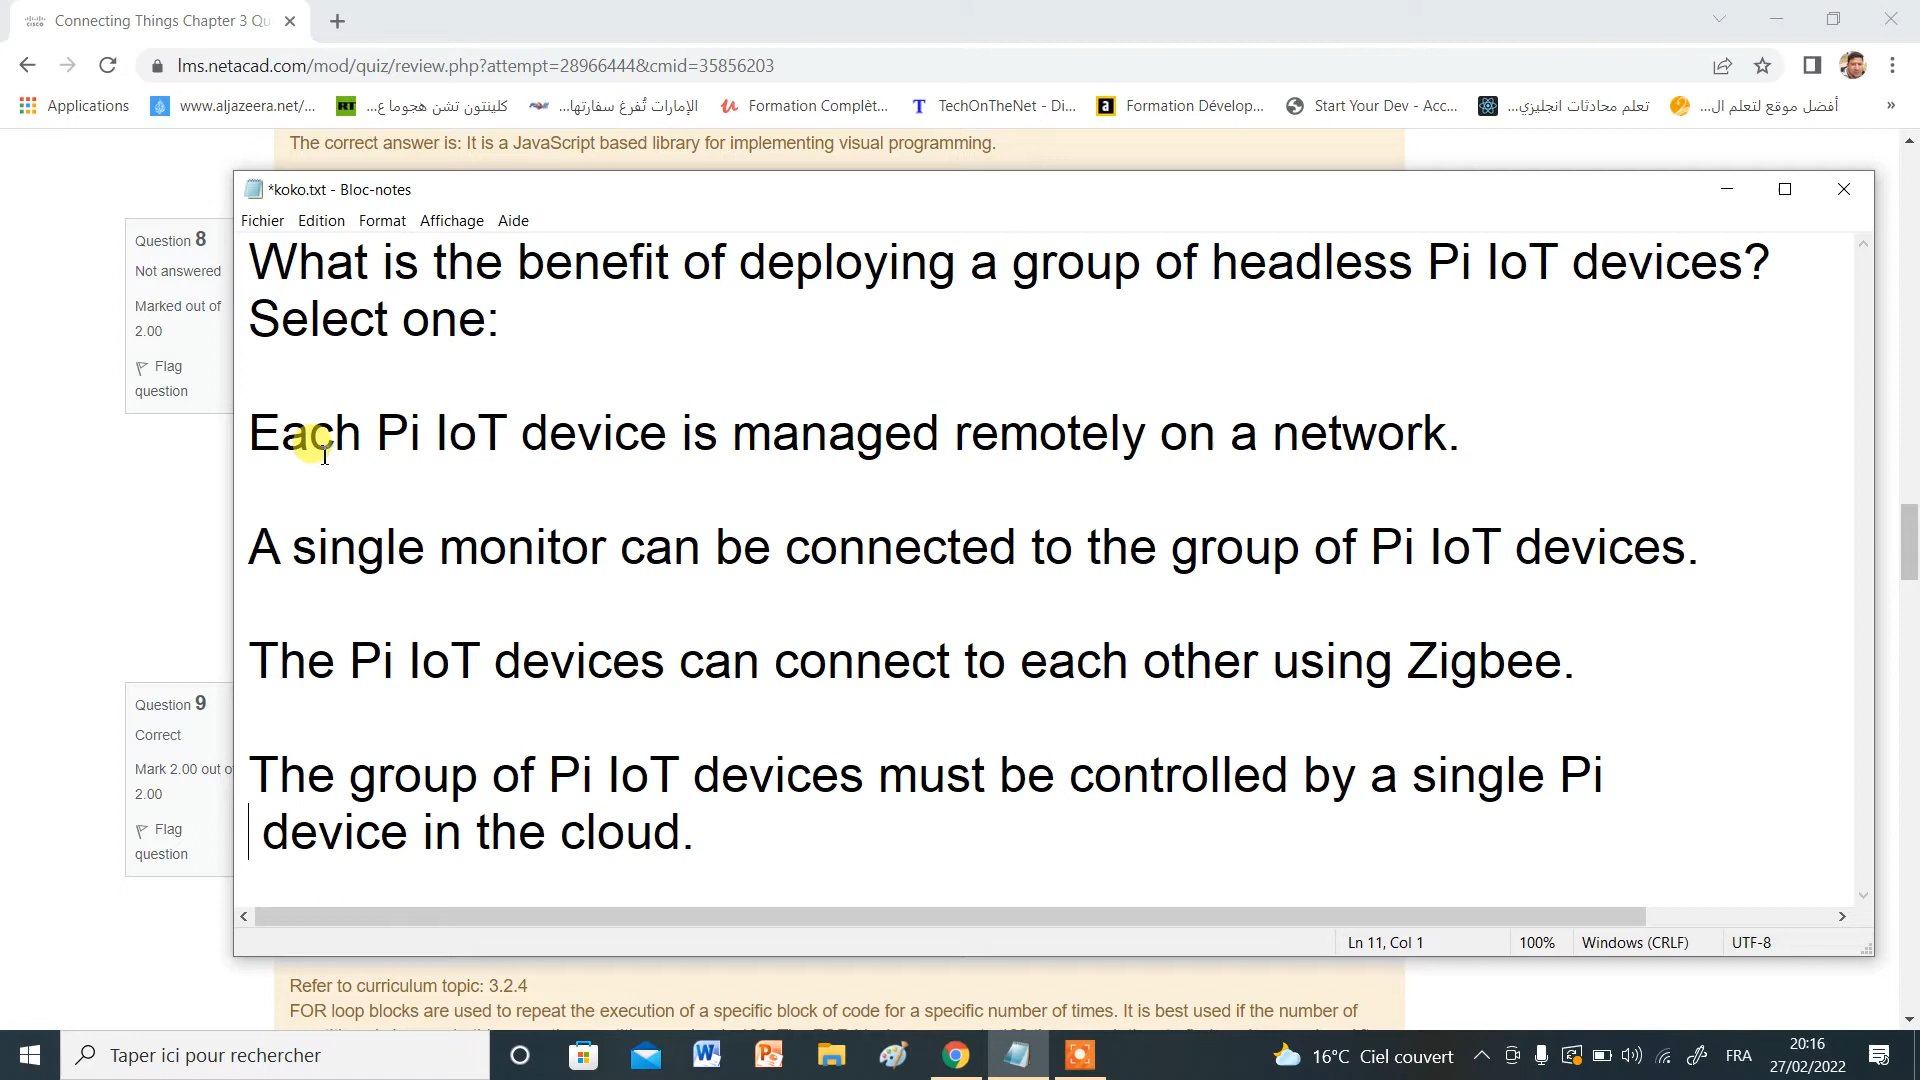 Connecting Things Chapter 3 Qu
lms.netacad.com/mod/quiz/review.php?attempt=28966444&cmid=35856203
Applications
www.aljazeera.net/...
كلينتون تشن هجوما ع...
الإمارات تُفرغ سفارتها...
Formation Complèt...
TechOnTheNet - Di...
Formation Dévelop...
Start Your Dev - Acc...
تعلم محادثات انجليزي...
أفضل موقع لتعلم ال...
The correct answer is: It is a JavaScript based library for implementing visual programming.
*koko.txt - Bloc-notes
Fichier Edition Format Affichage Aide
Question 8
Not answered
Marked out of
2.00
Flag
question
What is the benefit of deploying a group of headless Pi IoT devices?
Select one:
Each Pi IoT device is managed remotely on a network.
A single monitor can be connected to the group of Pi IoT devices.
The Pi IoT devices can connect to each other using Zigbee.
The group of Pi IoT devices must be controlled by a single Pi
device in the cloud.
Question 9
Correct
Mark 2.00 out o
2.00
Flag
question
Ln 11, Col 1 100% Windows (CRLF) UTF-8
Refer to curriculum topic: 3.2.4
FOR loop blocks are used to repeat the execution of a specific block of code for a specific number of times. It is best used if the number of
Taper ici pour rechercher
16°C Ciel couvert
FRA
20:16
27/02/2022